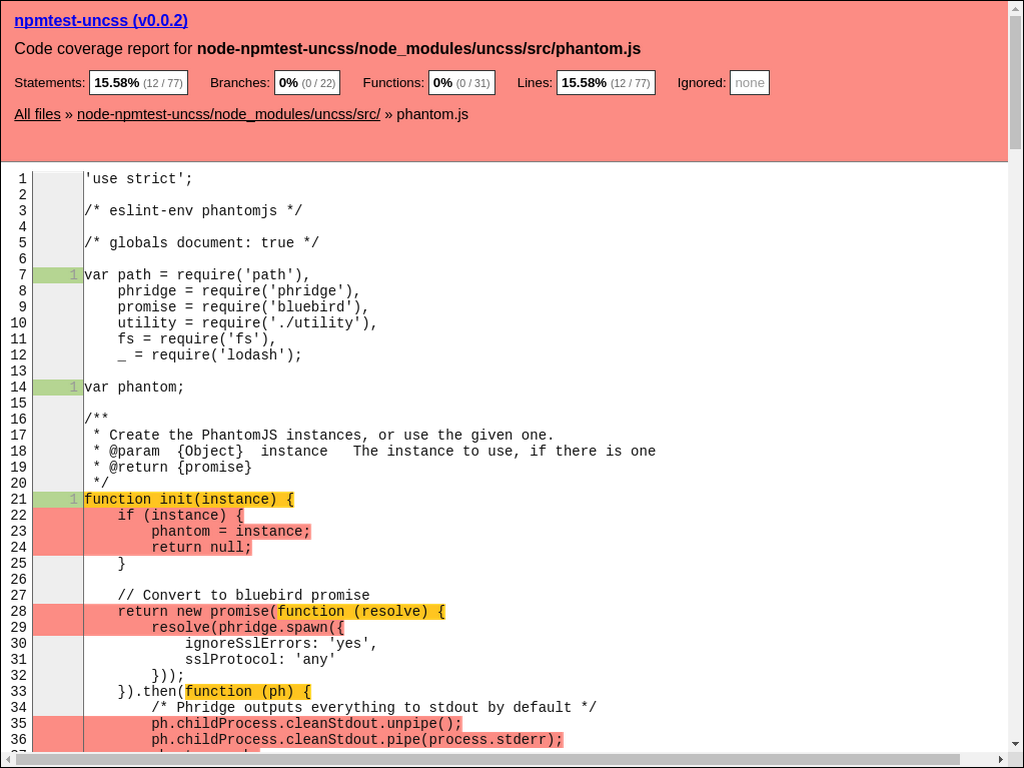 npmtest-uncss (v0.0.2)
Code coverage report for node-npmtest-uncss/node_modules/uncss/src/phantom.js
Statements: 15.58% (12 / 77) Branches: 0% (0 / 22) Functions: 0% (0 / 31) Lines: 15.58% (12 / 77) Ignored: none
All files » node-npmtest-uncss/node_modules/uncss/src/ » phantom.js
1 'use strict';
2
3 /* eslint-env phantomjs */
4
5 /* globals document: true */
6
7 1 var path = require('path'),
8     phridge = require('phridge'),
9     promise = require('bluebird'),
10     utility = require('./utility'),
11     fs = require('fs'),
12     _ = require('lodash');
13
14 1 var phantom;
15
16 /**
17  * Create the PhantomJS instances, or use the given one.
18  * @param  {Object}  instance   The instance to use, if there is one
19  * @return {promise}
20  */
21 1 function init(instance) {
22     if (instance) {
23         phantom = instance;
24         return null;
25     }
26
27     // Convert to bluebird promise
28     return new promise(function (resolve) {
29         resolve(phridge.spawn({
30             ignoreSslErrors: 'yes',
31             sslProtocol: 'any'
32         }));
33     }).then(function (ph) {
34         /* Phridge outputs everything to stdout by default */
35         ph.childProcess.cleanStdout.unpipe();
36         ph.childProcess.cleanStdout.pipe(process.stderr);